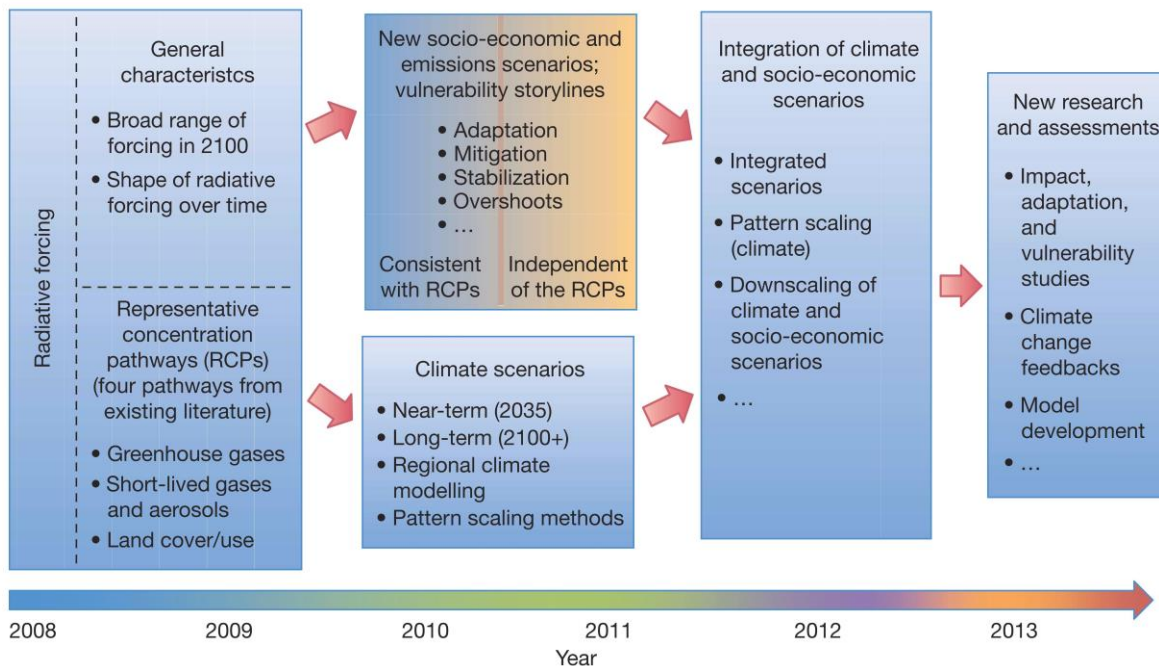 Radiative forcing
General
characteristcs
• Broad range of
forcing in 2100
• Shape of radiative
forcing over time
Representative
concentration
pathways (RCPs)
(four pathways from
existing literature)
• Greenhouse gases
• Short-lived gases
and aerosols
• Land cover/use
New socio-economic and
emissions scenarios;
vulnerability storylines
• Adaptation
• Mitigation
• Stabilization
• Overshoots
• ...
Consistent
with RCPs
Independent
of the RCPs
Climate scenarios
• Near-term (2035)
• Long-term (2100+)
• Regional climate
modelling
• Pattern scaling methods
Integration of climate
and socio-economic
scenarios
• Integrated
scenarios
• Pattern scaling
(climate)
• Downscaling of
climate and
socio-economic
scenarios
• ...
New research
and assessments
• Impact,
adaptation,
and
vulnerability
studies
• Climate
change
feedbacks
• Model
development
• ...
2008 2009 2010 2011 2012 2013
Year